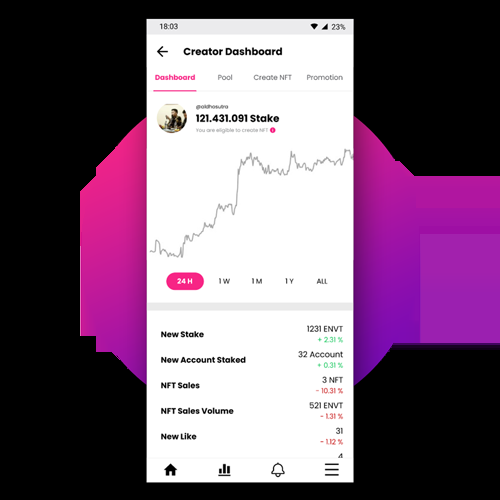 18:03
23%
Creator Dashboard
Dashboard Pool Create NFT Promotion
@aldhosutra
121.431.091 Stake
You are eligible to create NFT
24 H 1 W 1 M 1 Y ALL
New Stake 1231 ENVT
+ 2.31 %
New Account Staked 32 Account
+ 0.31 %
NFT Sales 3 NFT
- 10.31 %
NFT Sales Volume 521 ENVT
- 1.31 %
New Like 31
- 1.12 %
4